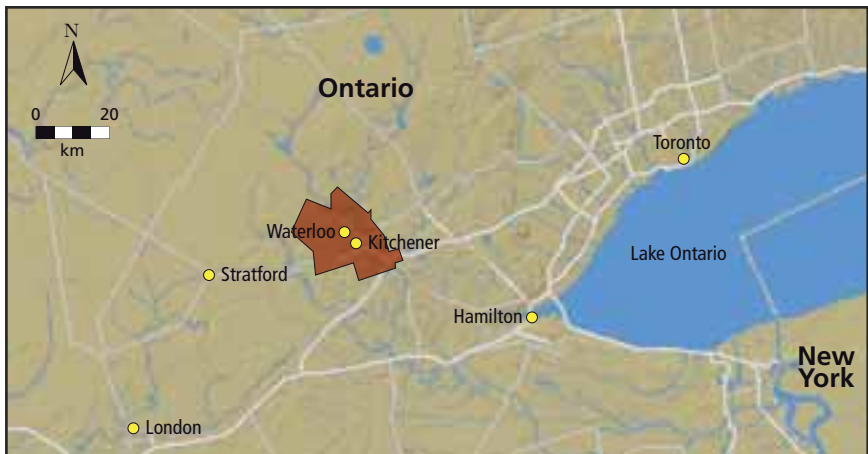 N
Ontario
0 20
km
Toronto
Waterloo
Kitchener
Lake Ontario
Stratford
Hamilton
New
York
London